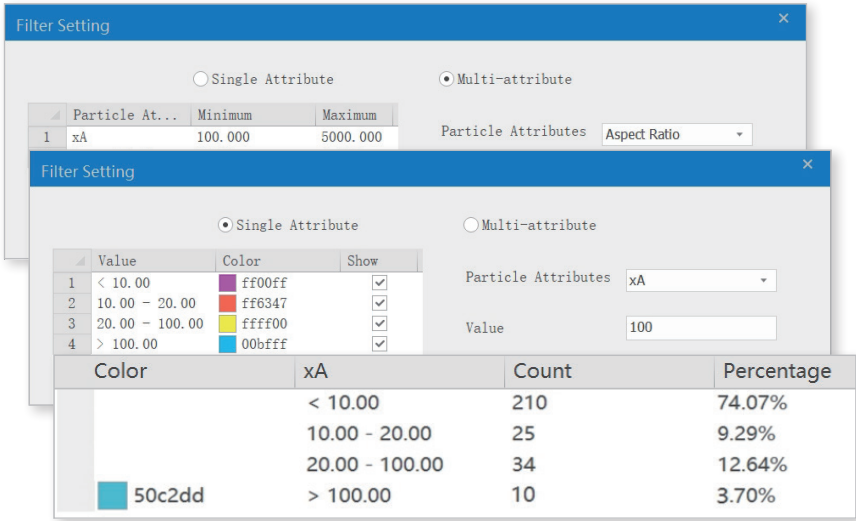 Filter Setting ×
Single Attribute Multi-attribute
Particle At... Minimum Maximum
1 xA 100.000 5000.000
Particle Attributes Aspect Ratio
Filter Setting ×
Single Attribute Multi-attribute
Value Color Show
1 < 10.00 ff00ff
2 10.00 - 20.00 ff6347
3 20.00 - 100.00 ffff00
4 > 100.00 00bfff
Particle Attributes xA
Value 100
Color xA Count Percentage
< 10.00 210 74.07%
10.00 - 20.00 25 9.29%
20.00 - 100.00 34 12.64%
50c2dd > 100.00 10 3.70%